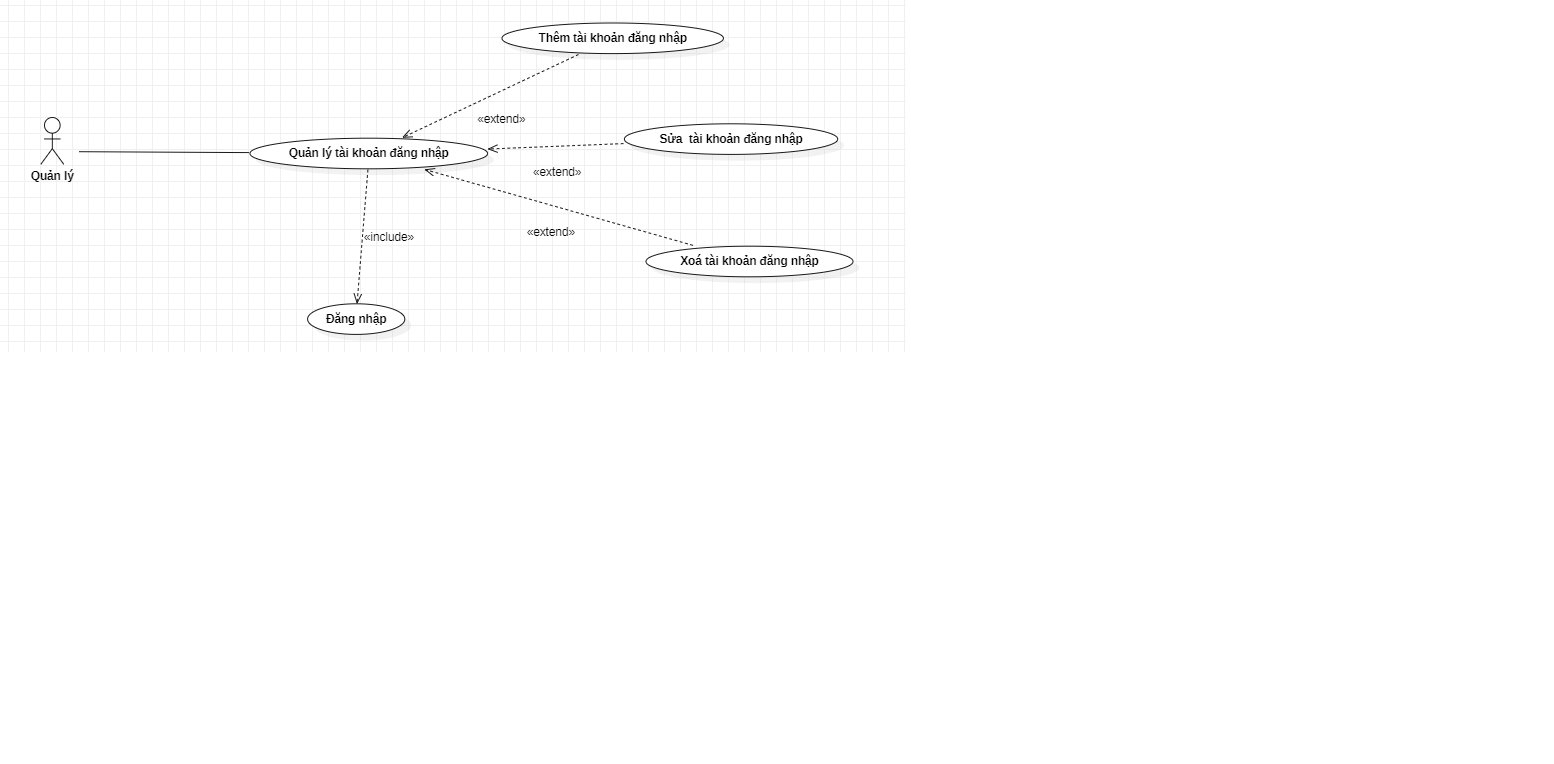 Thêm tài khoản đăng nhập
«extend»
Sửa  tài khoản đăng nhập
Quản lý tài khoản đăng nhập
Quản lý
«extend»
«extend»
«include»
Xoá tài khoản đăng nhập
Đăng nhập